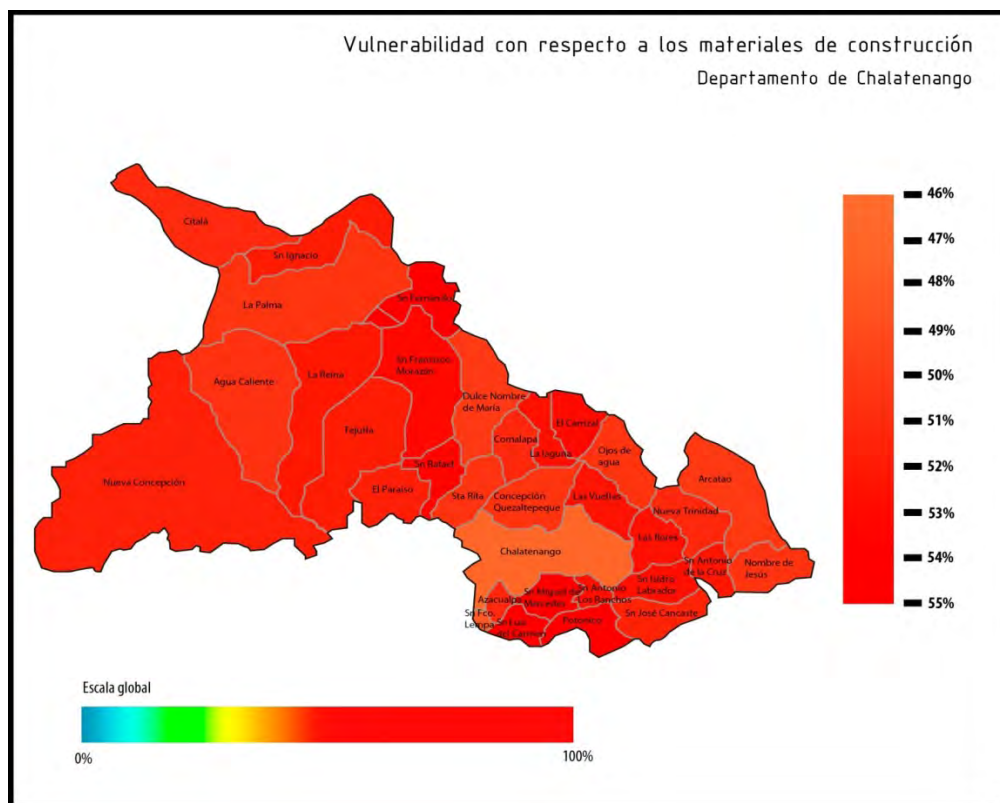 Vulnerabilidad con respecto a los materiales de construcción
Departamento de Chalatenango
46%
47%
48%
49%
50%
51%
52%
53%
54%
55%
Citalá
Sn Ignacio
La Palma
Sn Fernando
Sn Francisco
Morazán
Agua Caliente
La Reina
Dulce Nombre
de María
Comalapa
El Carrizal
La laguna
Ojos de
agua
Tejutla
Sn Rafael
El Paraíso
Sta Rita
Concepción
Quezaltepeque
Las Vueltas
Arcatao
Nueva Trinidad
Nueva Concepción
Chalatenango
Las flores
Sn Antonio
de la Cruz
Nombre de
Jesús
Sn Isidro
Labrador
Sn Miguel de
Mercedes
Sn Antonio
Los Ranchos
Azacualpa
Sn Fco.
Lempa
Sn Luis
del Carmen
Potonico
Sn José Cancaste
Escala global
0%
100%